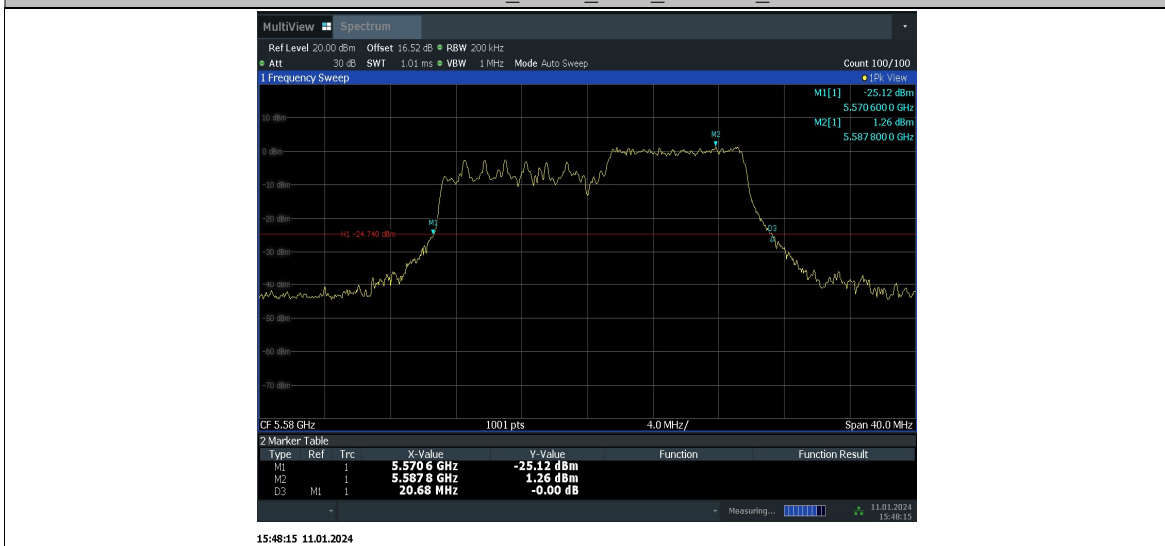 MultiView Spectrum
Ref Level 20.00 dBm Offset 16.52 dB RBW 200 kHz
Att 30 dB SWT 1.01 ms VBW 1 MHz Mode Auto Sweep Count 100/100
1 Frequency Sweep 1Pk View
M1[1] -25.12 dBm
5.570 600 0 GHz
M2[1] 1.26 dBm
5.587 800 0 GHz
10 dBm
M2
0 dBm
-10 dBm
-20 dBm
M1
D3
H1 -24.740 dBm
-30 dBm
-40 dBm
-50 dBm
-60 dBm
-70 dBm
CF 5.58 GHz 1001 pts 4.0 MHz/ Span 40.0 MHz
2 Marker Table
Type Ref Trc X-Value Y-Value Function Function Result
M1 1 5.570 6 GHz -25.12 dBm
M2 1 5.587 8 GHz 1.26 dBm
D3 M1 1 20.68 MHz -0.00 dB
Measuring... 11.01.2024
15:48:15
15:48:15 11.01.2024